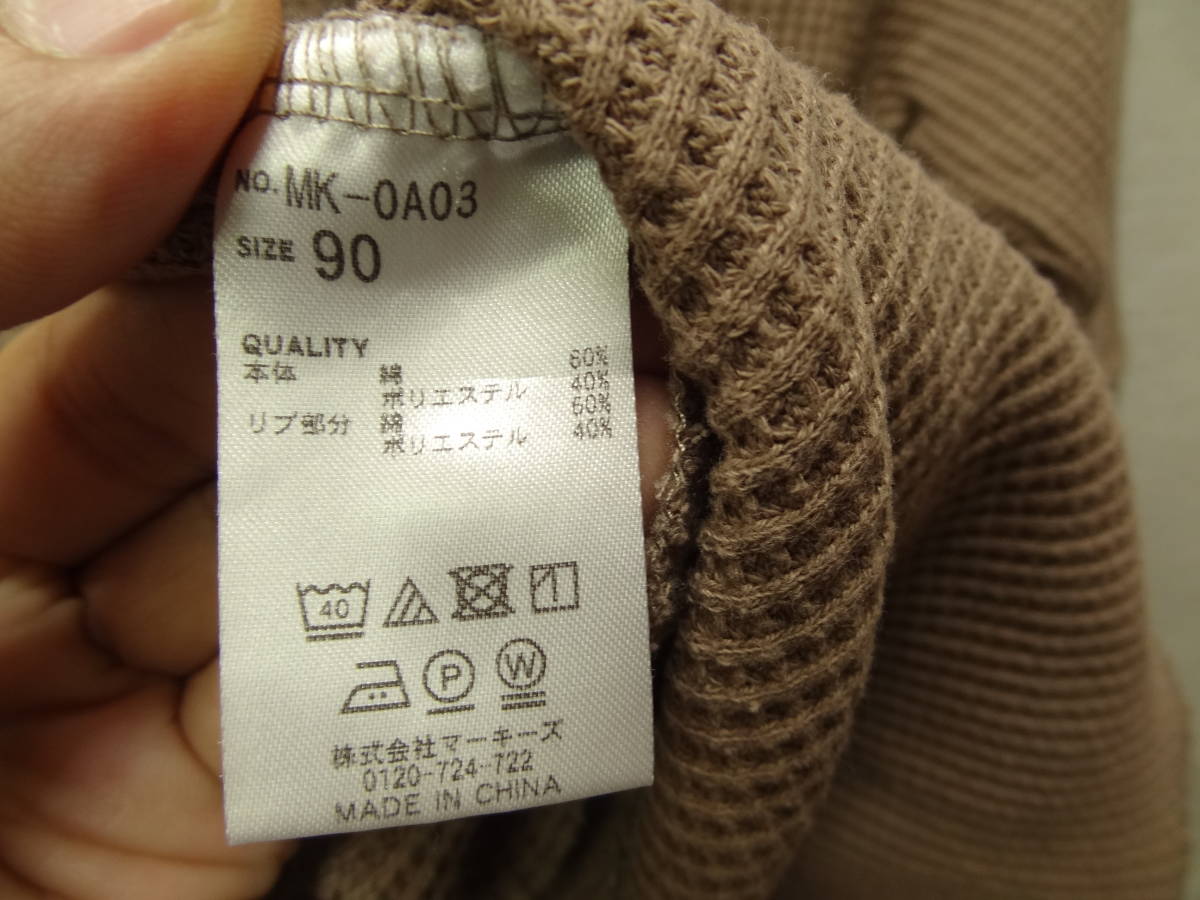 NO. MK-0A03
SIZE 90
QUALITY
本体 綿 60%
ポリエステル 40%
リブ部分 綿 60%
ポリエステル 40%
40
P W
株式会社マーキーズ
0120-724-722
MADE IN CHINA